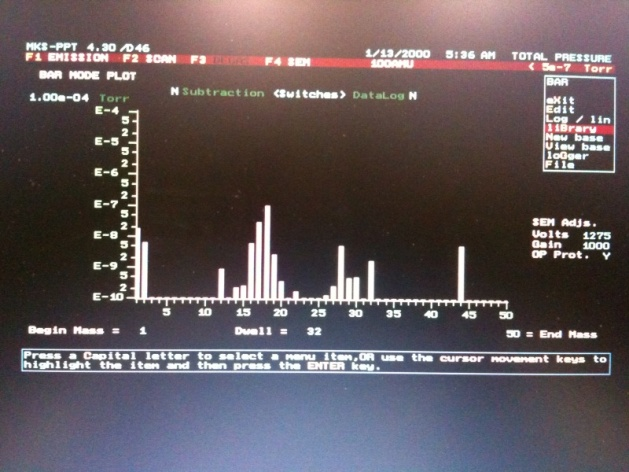 MKS-PPT 4.30 /D46 1/13/2000 5:36 AM TOTAL PRESSURE
F1 EMISSION F2 SCAN F3 F4 SEM 100AMU < 5e-7 Torr
BAR MODE PLOT
BAR
1.00e-04 Torr N Subtraction <Switches> DataLog N
eXit
Edit
Log / lin
liBrary
New base
View base
loGger
File
E-4
5
2
E-5
5
2
E-6
5
2
E-7
5
2
E-8
5
2
E-9
5
2
E-10
SEM Adjs.
Volts 1275
Gain 1000
OP Prot. Y
5 10 15 20 25 30 35 40 45 50
Begin Mass = 1 Dwell = 32 50 = End Mass
Press a Capital letter to select a menu item,OR use the cursor movement keys to
highlight the item and then press the ENTER key.